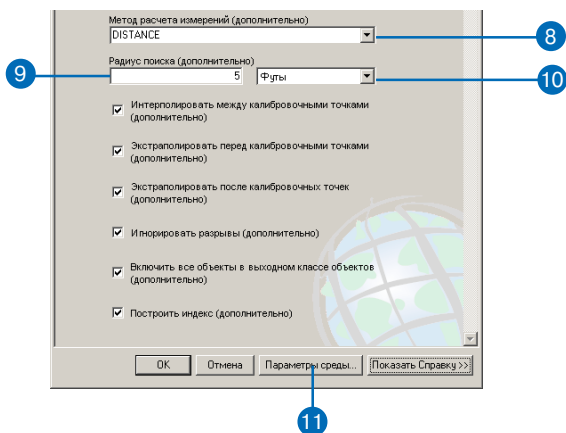 Метод расчета измерений (дополнительно)
DISTANCE
8
Радиус поиска (дополнительно)
9
5
Футы
10
Интерполировать между калибровочными точками
(дополнительно)
Экстраполировать перед калибровочными точками
(дополнительно)
Экстраполировать после калибровочных точек
(дополнительно)
Игнорировать разрывы (дополнительно)
Включить все объекты в выходном классе объектов
(дополнительно)
Построить индекс (дополнительно)
OK
Отмена
Параметры среды...
Показать Справку >>
11